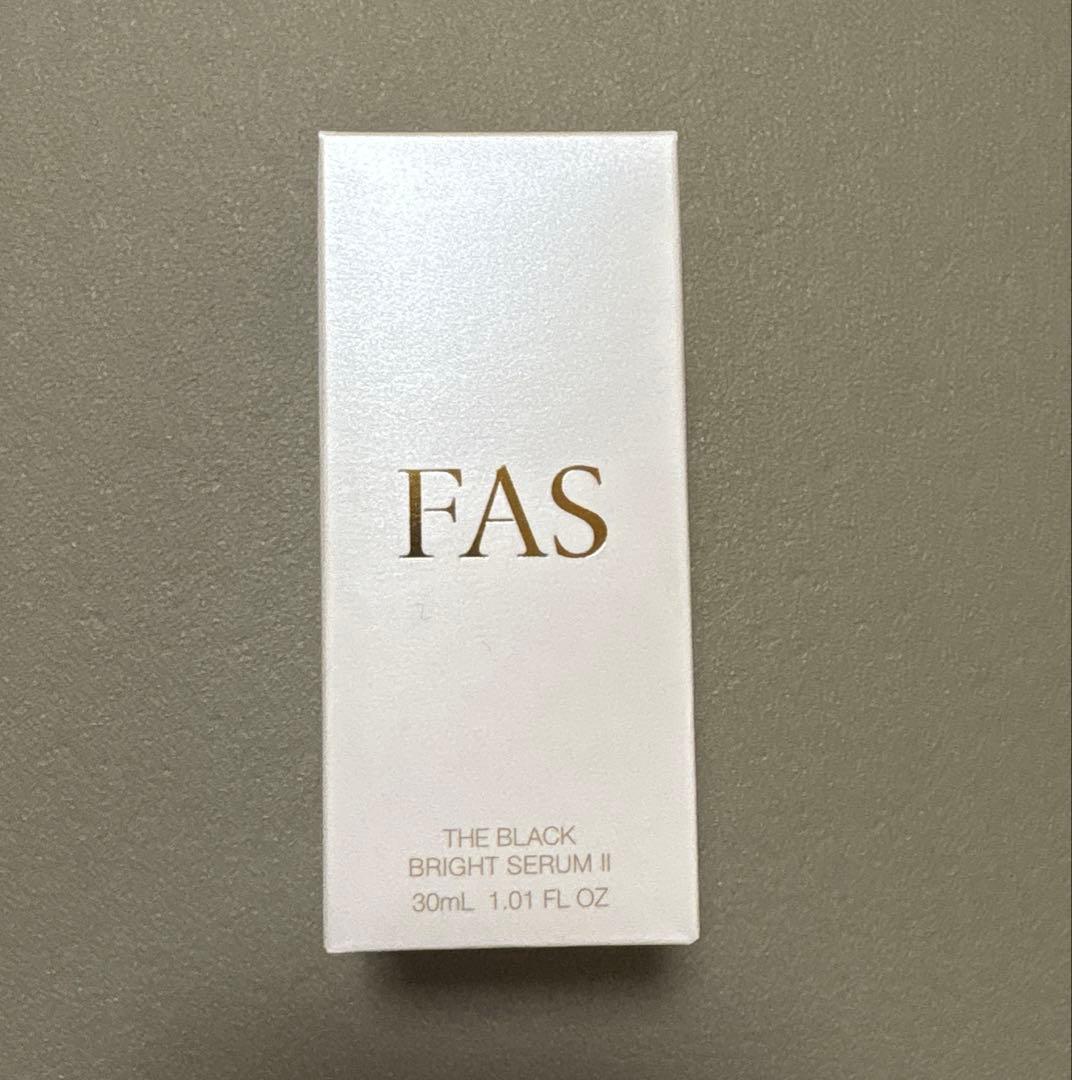 FAS
THE BLACK
BRIGHT SERUM II
30mL 1.01 FL OZ